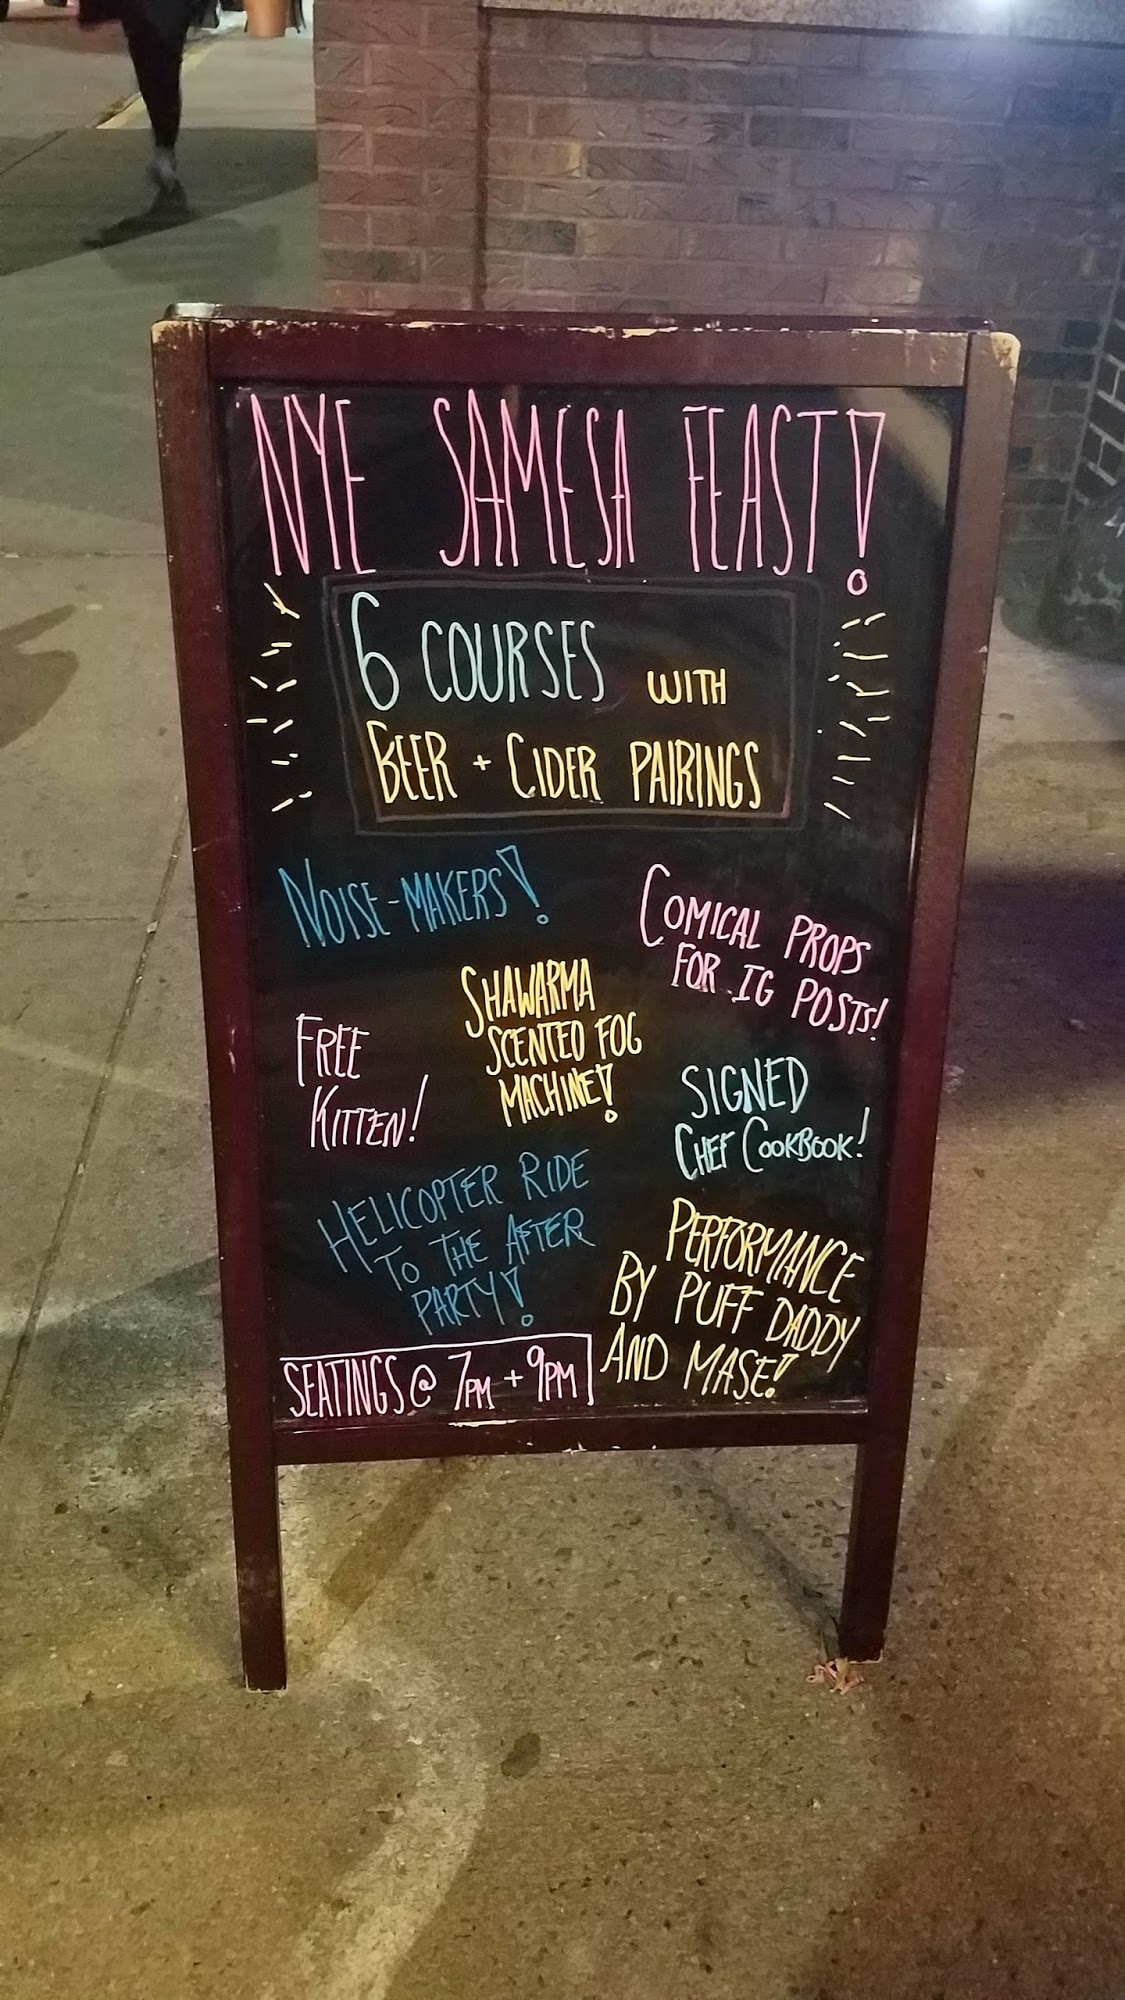 NYE SAMESA FEAST!
6 COURSES WITH
BEER + CIDER PAIRINGS
NOISE-MAKERS!
COMICAL PROPS
FOR IG POSTS!
SHAWARMA
SCENTED FOG
MACHINE!
FREE
KITTEN!
SIGNED
CHEF COOKBOOK!
HELICOPTER RIDE
TO THE AFTER
PARTY!
PERFORMANCE
BY PUFF DADDY
AND MASE!
SEATINGS @ 7PM + 9PM